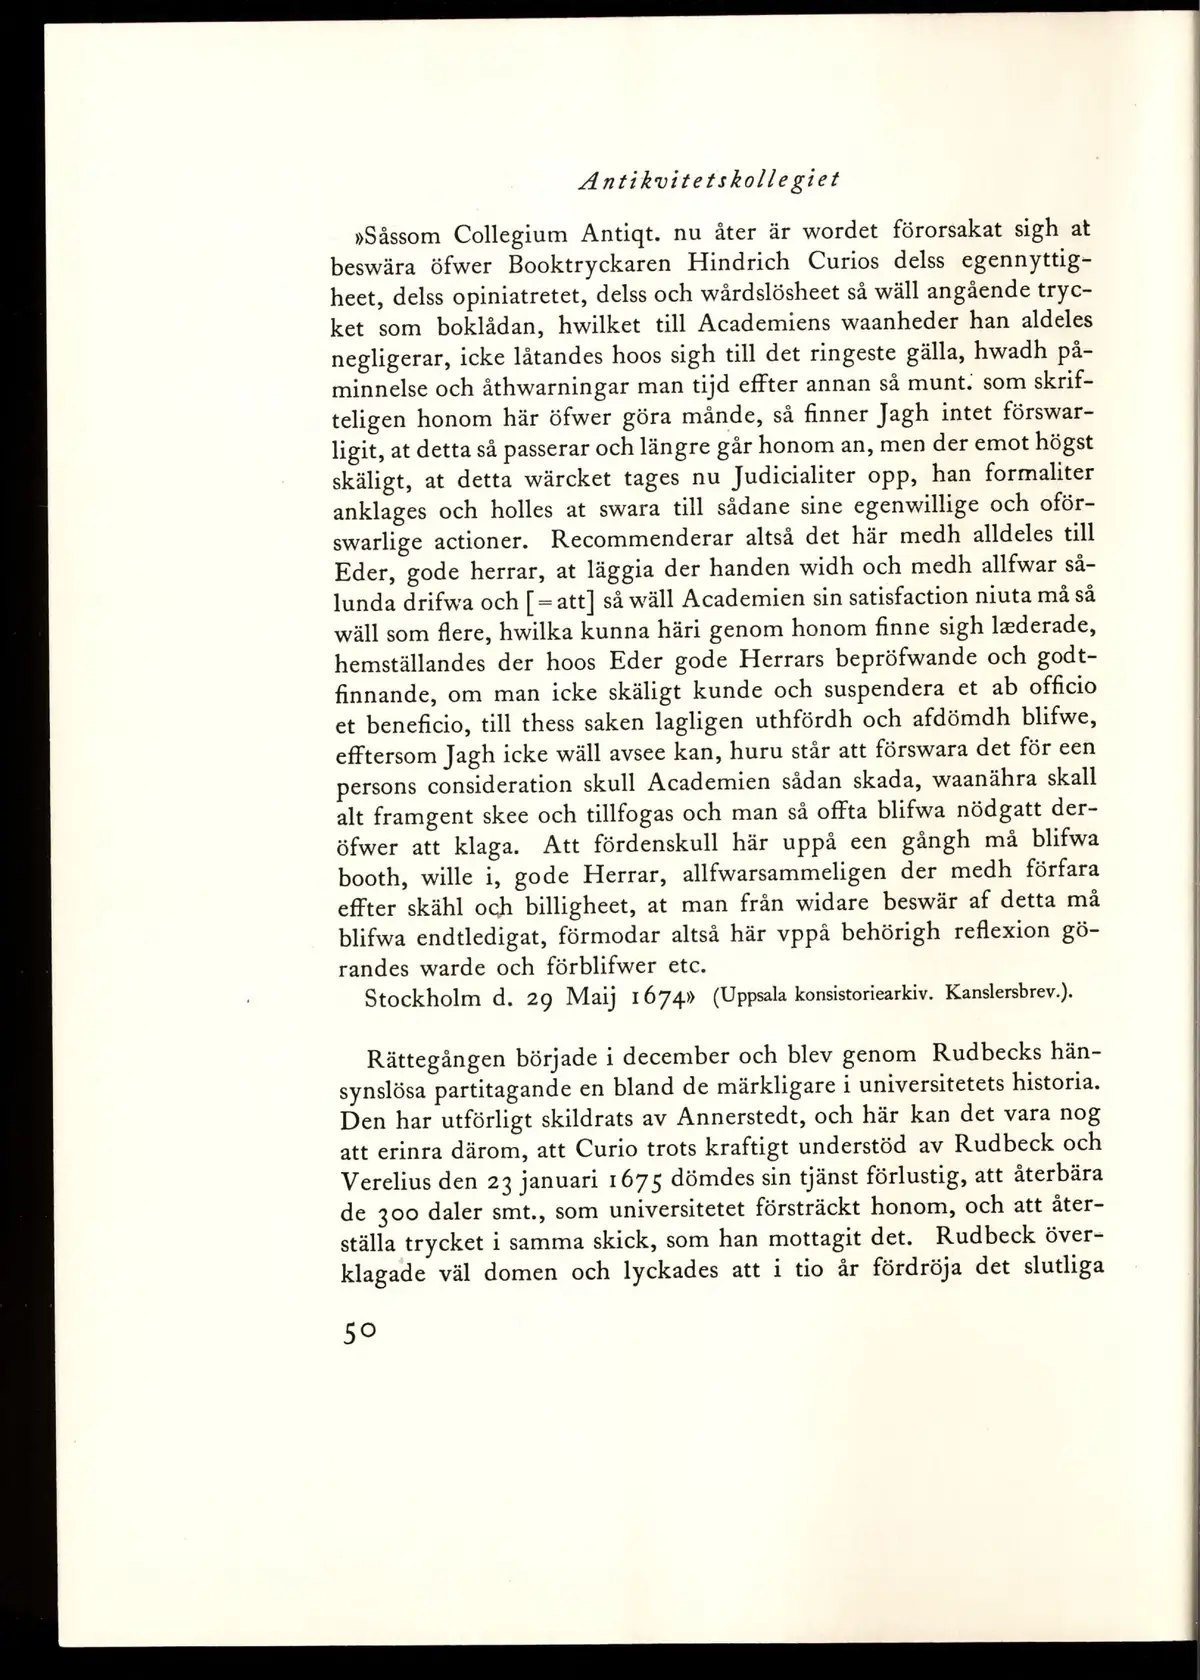 Antikvitetskollegiet
»Såssom Collegium Antiqt. nu åter är wordet förorsakat sigh at
beswära öfwer Booktryckaren Hindrich Curios delss egennyttig-
heet, delss opiniatretet, delss och wårdslösheet så wäll angående tryc-
ket som boklådan, hwilket till Academiens waanheder han aldeles
negligerar, icke låtandes hoos sigh till det ringeste gälla, hwadh på-
minnelse och åthwarningar man tijd effter annan så munt. som skrif-
teligen honom här öfwer göra månde, så finner Jagh intet förswar-
ligit, at detta så passerar och längre går honom an, men der emot högst
skäligt, at detta wärcket tages nu Judicialiter opp, han formaliter
anklages och holles at swara till sådane sine egenwillige och oför-
swarlige actioner. Recommenderar altså det här medh alldeles till
Eder, gode herrar, at läggia der handen widh och medh allfwar så-
lunda drifwa och [=att] så wäll Academien sin satisfaction niuta må så
wäll som flere, hwilka kunna häri genom honom finne sigh læderade,
hemställandes der hoos Eder gode Herrars bepröfwande och godt-
finnande, om man icke skäligt kunde och suspendera et ab officio
et beneficio, till thess saken lagligen uthfördh och afdömdh blifwe,
efftersom Jagh icke wäll avsee kan, huru står att förswara det för een
persons consideration skull Academien sådan skada, waanähra skall
alt framgent skee och tillfogas och man så offta blifwa nödgatt der-
öfwer att klaga. Att fördenskull här uppå een gångh må blifwa
booth, wille i, gode Herrar, allfwarsammeligen der medh förfara
effter skähl och billigheet, at man från widare beswär af detta må
blifwa endtledigat, förmodar altså här vppå behörigh reflexion gö-
randes warde och förblifwer etc.
Stockholm d. 29 Maij 1674» (Uppsala konsistoriearkiv. Kanslersbrev.).
Rättegången började i december och blev genom Rudbecks hän-
synslösa partitagande en bland de märkligare i universitetets historia.
Den har utförligt skildrats av Annerstedt, och här kan det vara nog
att erinra därom, att Curio trots kraftigt understöd av Rudbeck och
Verelius den 23 januari 1675 dömdes sin tjänst förlustig, att återbära
de 300 daler smt., som universitetet försträckt honom, och att åter-
ställa trycket i samma skick, som han mottagit det. Rudbeck över-
klagade väl domen och lyckades att i tio år fördröja det slutliga
50